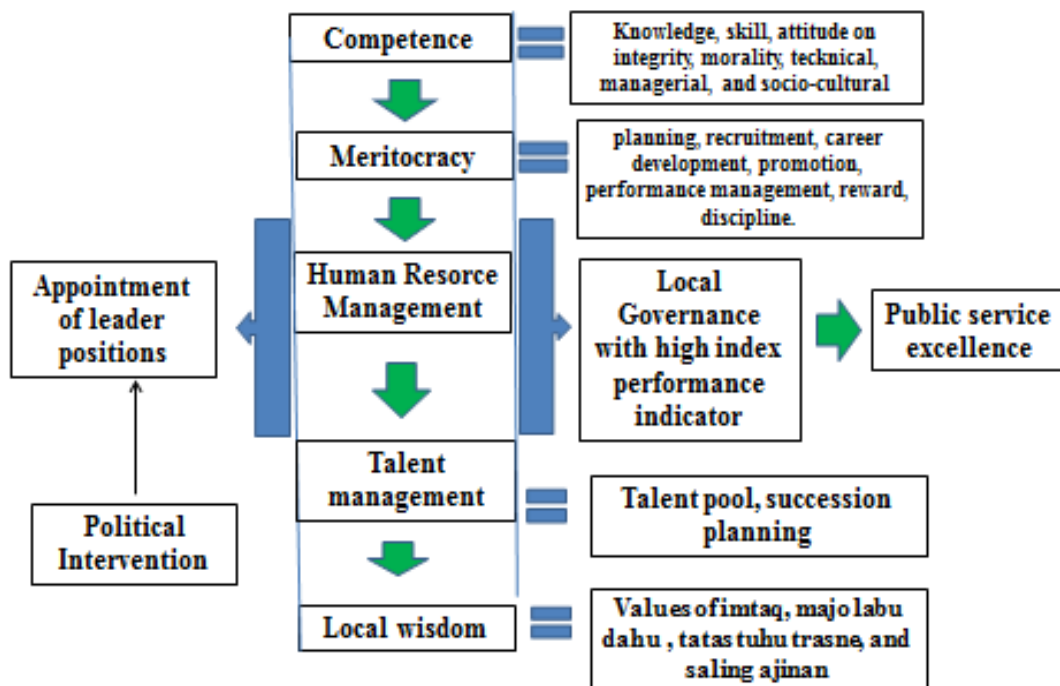 Competence
Knowledge, skill, attitude on
integrity, morality, tecknical,
managerial, and socio-cultural
Meritocracy
planning, recruitment, career
development, promotion,
performance management, reward,
discipline.
Appointment
of leader
positions
Human Resorce
Management
Local
Governance
with high index
performance
indicator
Public service
excellence
Political
Intervention
Talent
management
Talent pool, succession
planning
Local wisdom
Values of imtaq, majo labu
dahu , tatas tuhu trasne, and
saling ajinan